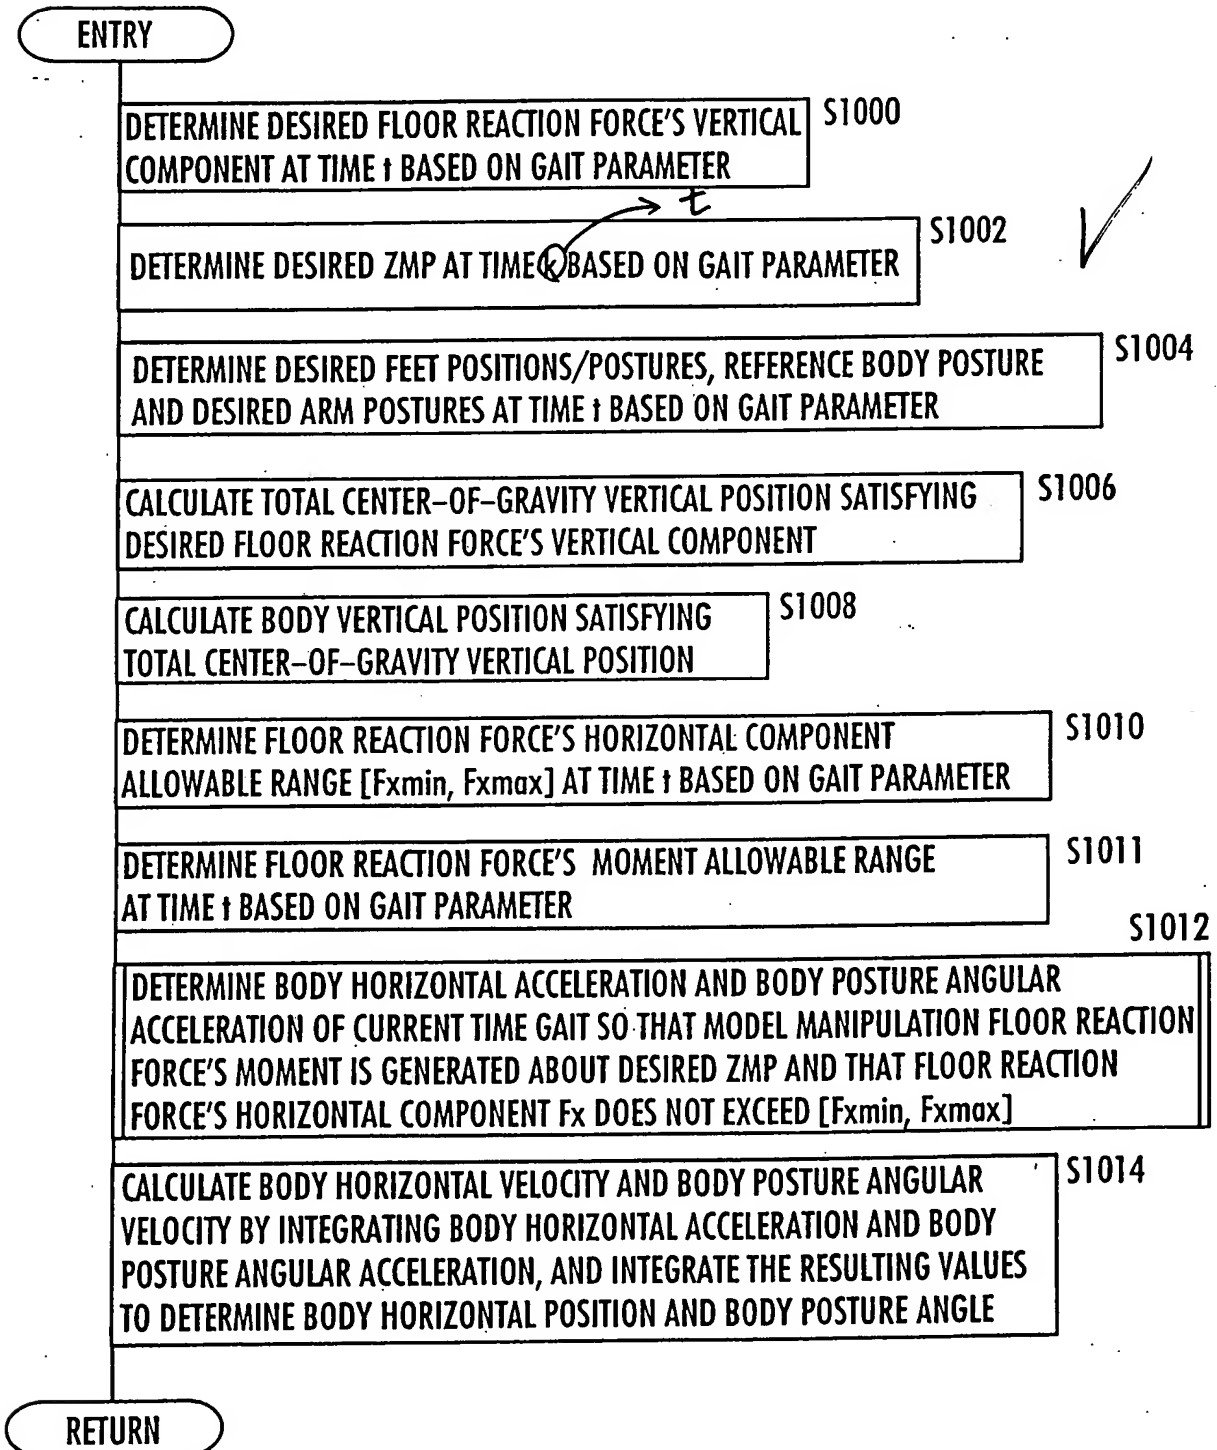 ENTRY
DETERMINE DESIRED FLOOR REACTION FORCE'S VERTICAL
COMPONENT AT TIME t BASED ON GAIT PARAMETER
S1000
t
DETERMINE DESIRED ZMP AT TIME k BASED ON GAIT PARAMETER
S1002
DETERMINE DESIRED FEET POSITIONS/POSTURES, REFERENCE BODY POSTURE
AND DESIRED ARM POSTURES AT TIME t BASED ON GAIT PARAMETER
S1004
CALCULATE TOTAL CENTER-OF-GRAVITY VERTICAL POSITION SATISFYING
DESIRED FLOOR REACTION FORCE'S VERTICAL COMPONENT
S1006
CALCULATE BODY VERTICAL POSITION SATISFYING
TOTAL CENTER-OF-GRAVITY VERTICAL POSITION
S1008
DETERMINE FLOOR REACTION FORCE'S HORIZONTAL COMPONENT
ALLOWABLE RANGE [Fxmin, Fxmax] AT TIME t BASED ON GAIT PARAMETER
S1010
DETERMINE FLOOR REACTION FORCE'S MOMENT ALLOWABLE RANGE
AT TIME t BASED ON GAIT PARAMETER
S1011
S1012
DETERMINE BODY HORIZONTAL ACCELERATION AND BODY POSTURE ANGULAR
ACCELERATION OF CURRENT TIME GAIT SO THAT MODEL MANIPULATION FLOOR REACTION
FORCE'S MOMENT IS GENERATED ABOUT DESIRED ZMP AND THAT FLOOR REACTION
FORCE'S HORIZONTAL COMPONENT Fx DOES NOT EXCEED [Fxmin, Fxmax]
CALCULATE BODY HORIZONTAL VELOCITY AND BODY POSTURE ANGULAR
VELOCITY BY INTEGRATING BODY HORIZONTAL ACCELERATION AND BODY
POSTURE ANGULAR ACCELERATION, AND INTEGRATE THE RESULTING VALUES
TO DETERMINE BODY HORIZONTAL POSITION AND BODY POSTURE ANGLE
S1014
RETURN